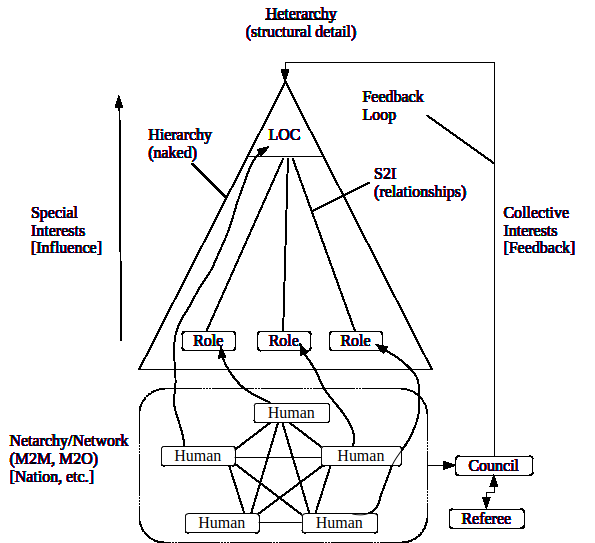 Heterarchy
(structural detail)
Feedback
Loop
Hierarchy
(naked)
LOC
S2I
(relationships)
Special
Interests
[Influence]
Collective
Interests
[Feedback]
Role
Role
Role
Human
Netarchy/Network
(M2M, M2O)
[Nation, etc.]
Human
Human
Council
Human
Human
Referee